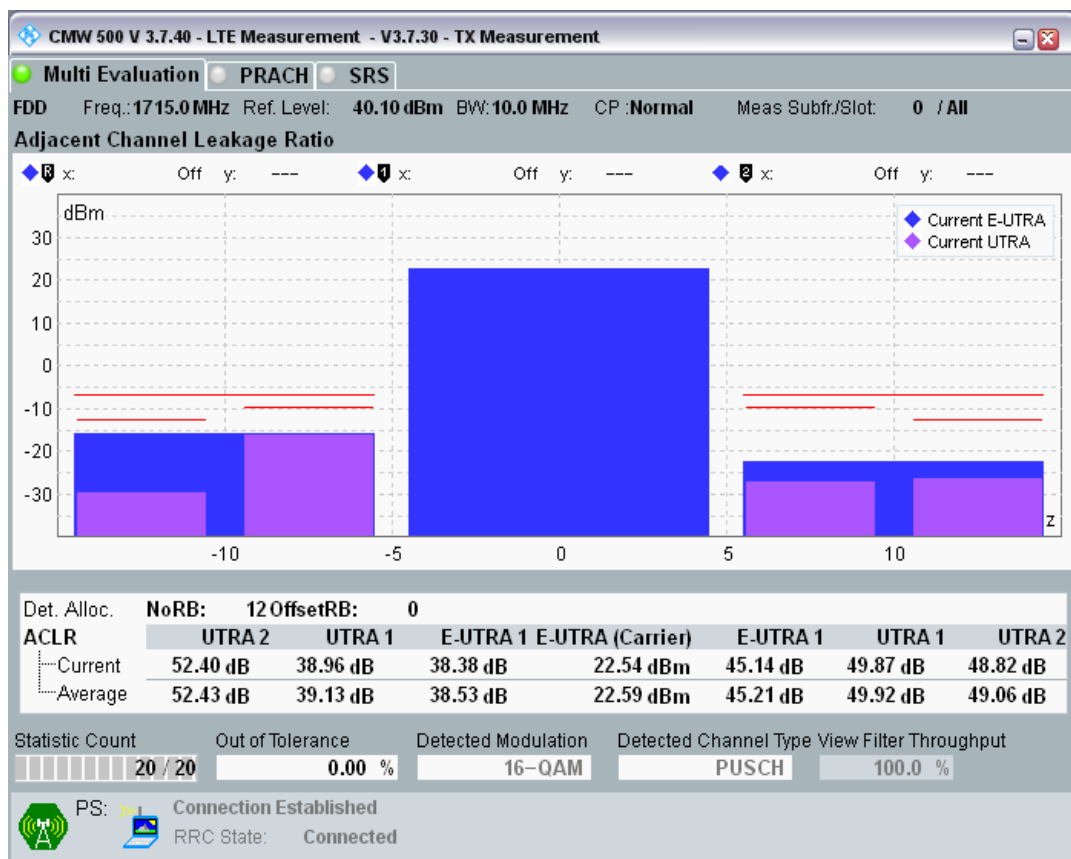 CMW 500 V 3.7.40 - LTE Measurement - V3.7.30 - TX Measurement
Multi Evaluation PRACH SRS
FDD Freq.:1715.0 MHz Ref. Level: 40.10 dBm BW:10.0 MHz CP :Normal Meas Subfr./Slot: 0 / All
Adjacent Channel Leakage Ratio
R x: Off y: --- 1 x: Off y: --- 2 x: Off y: ---
dBm
Current E-UTRA
Current UTRA
30
20
10
0
-10
-20
-30
z
-10 -5 0 5 10
Det. Alloc. NoRB: 12 OffsetRB: 0
ACLR UTRA 2 UTRA 1 E-UTRA 1 E-UTRA (Carrier) E-UTRA 1 UTRA 1 UTRA 2
Current 52.40 dB 38.96 dB 38.38 dB 22.54 dBm 45.14 dB 49.87 dB 48.82 dB
Average 52.43 dB 39.13 dB 38.53 dB 22.59 dBm 45.21 dB 49.92 dB 49.06 dB
Statistic Count Out of Tolerance Detected Modulation Detected Channel Type View Filter Throughput
20 / 20 0.00 % 16-QAM PUSCH 100.0 %
PS: Connection Established
RRC State: Connected